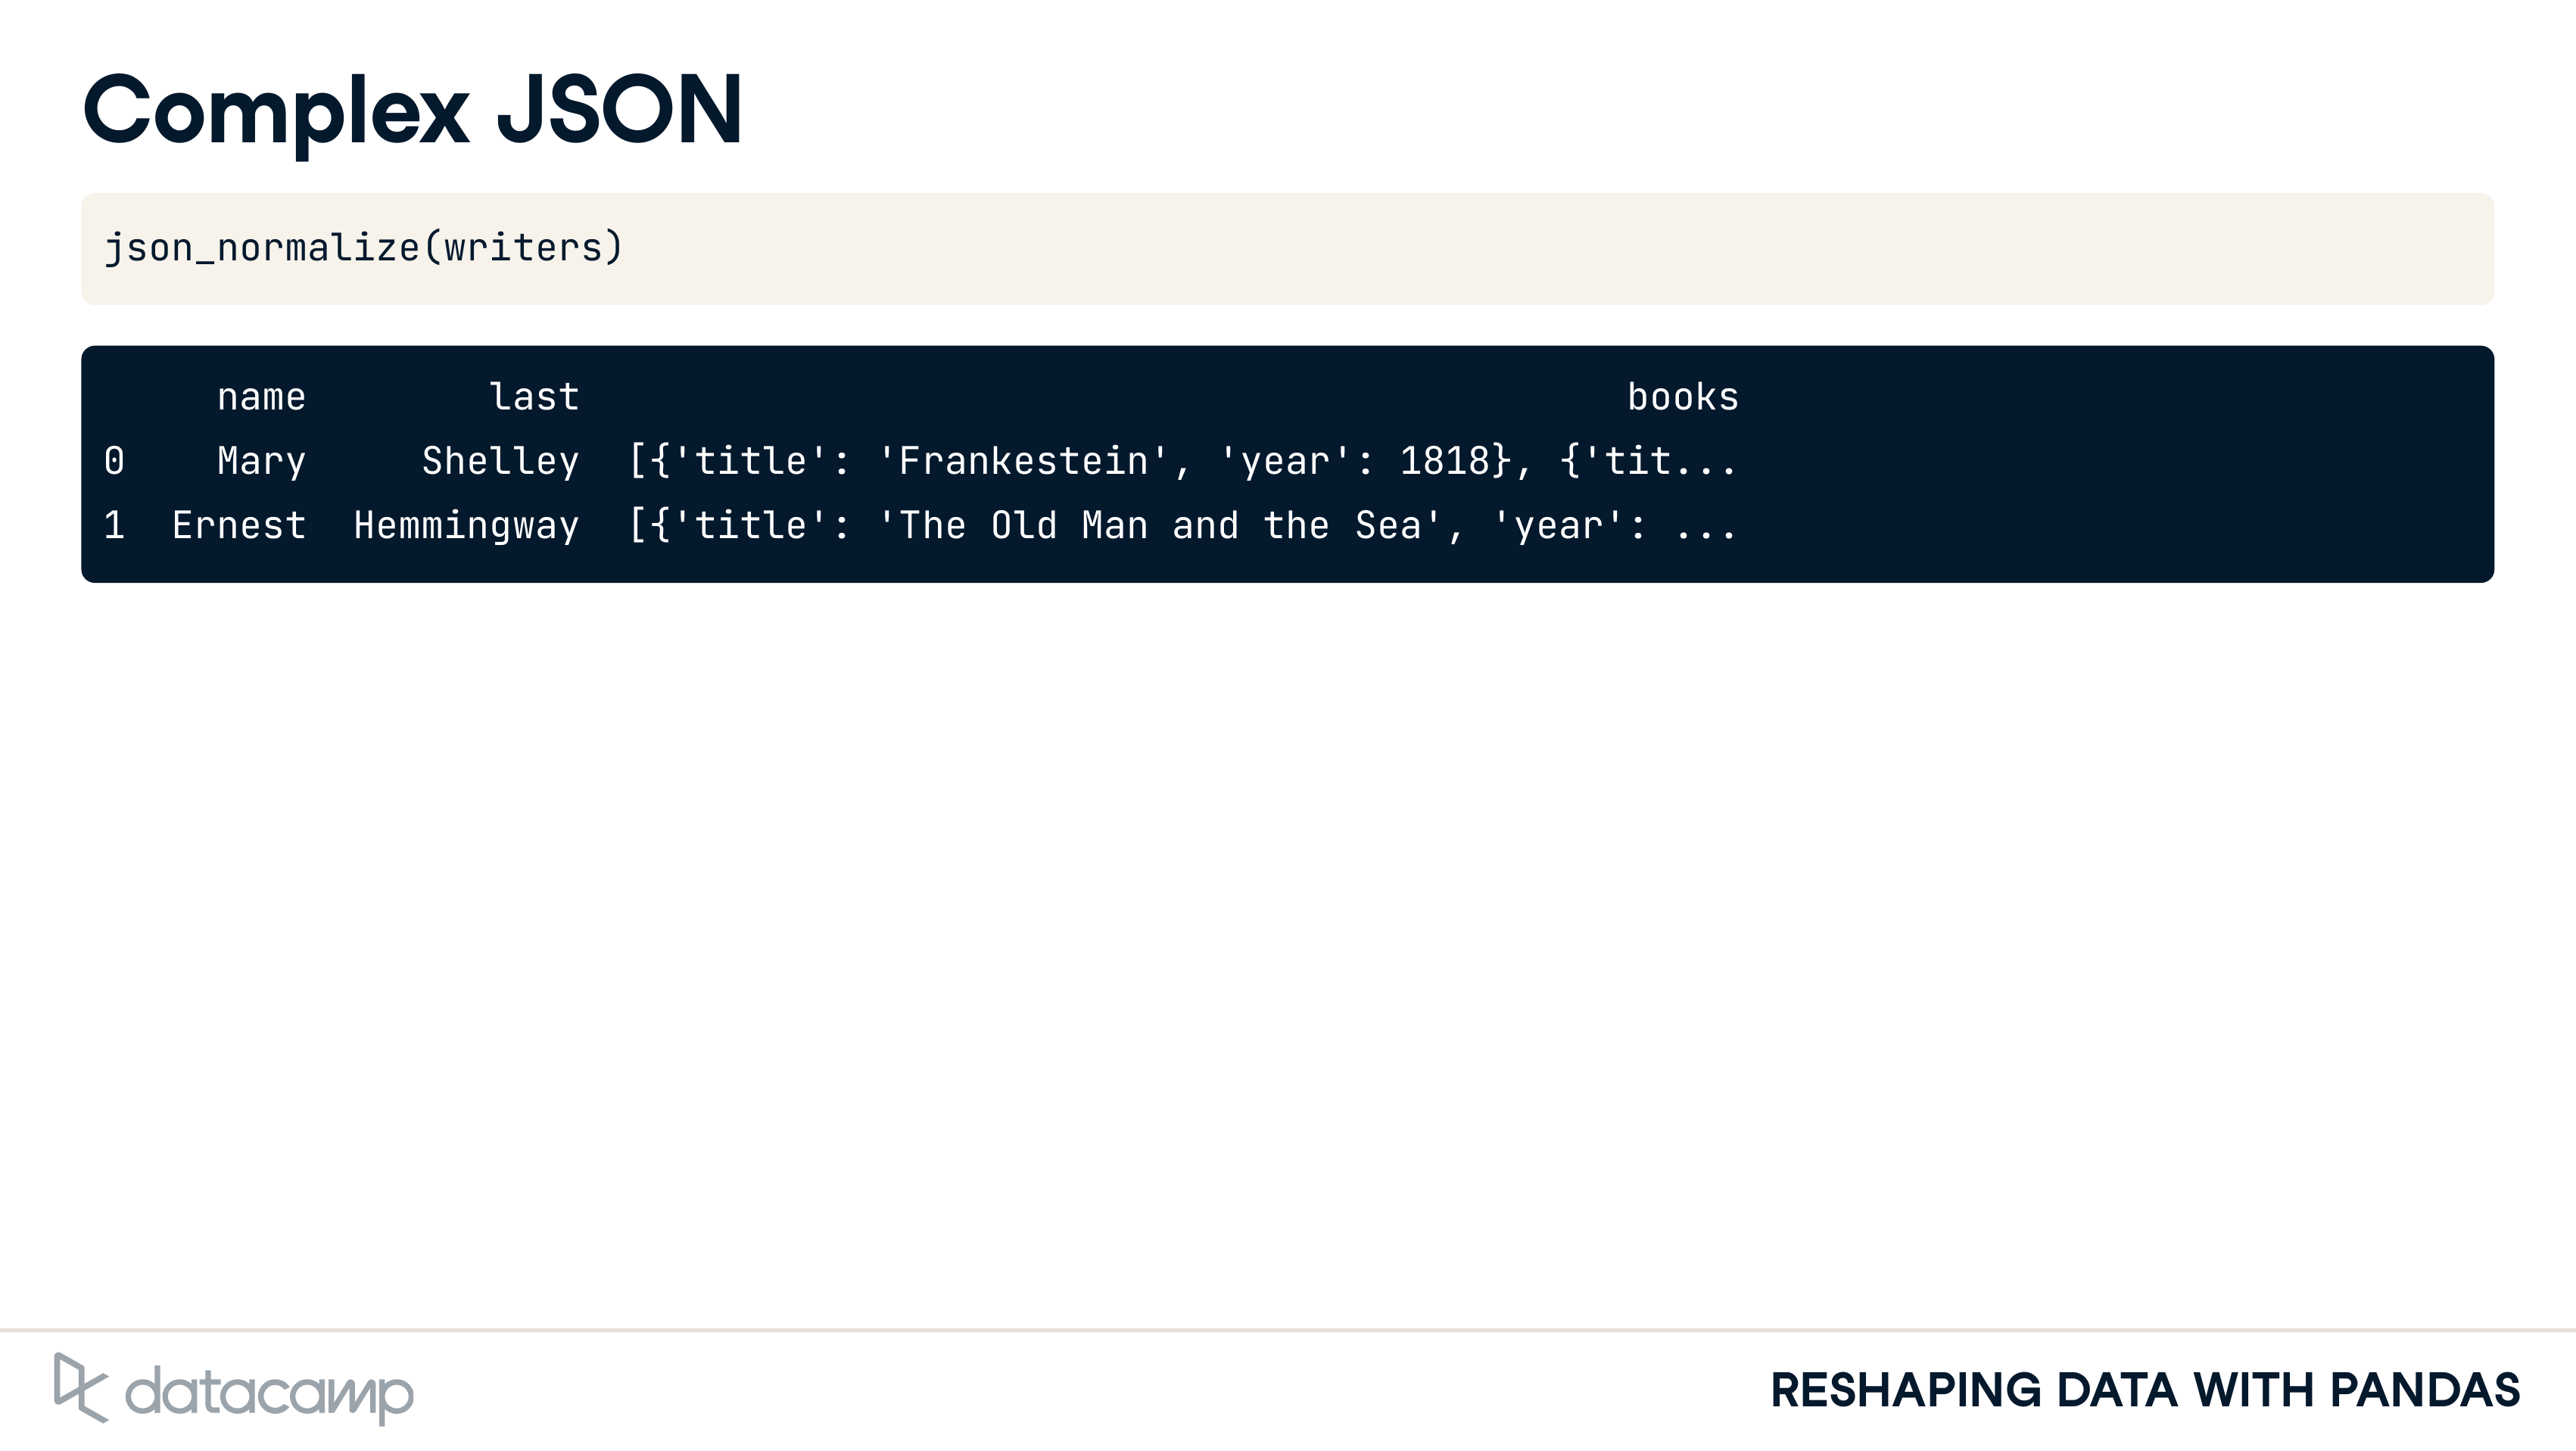 Complex JSON
json_normalize(writers)
name last books
0 Mary Shelley [{'title': 'Frankestein', 'year': 1818}, {'tit...
1 Ernest Hemmingway [{'title': 'The Old Man and the Sea', 'year': ...
datacamp
RESHAPING DATA WITH PANDAS